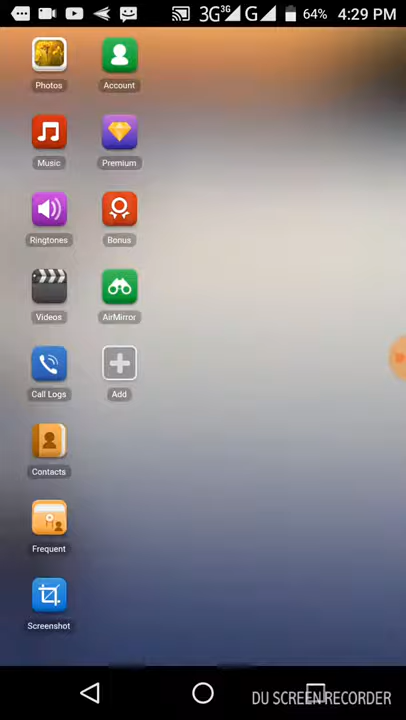 3G 3G G 64% 4:29 PM
Photos Account
Music Premium
Ringtones Bonus
Videos AirMirror
Call Logs Add
Contacts
Frequent
Screenshot
DU SCREEN RECORDER